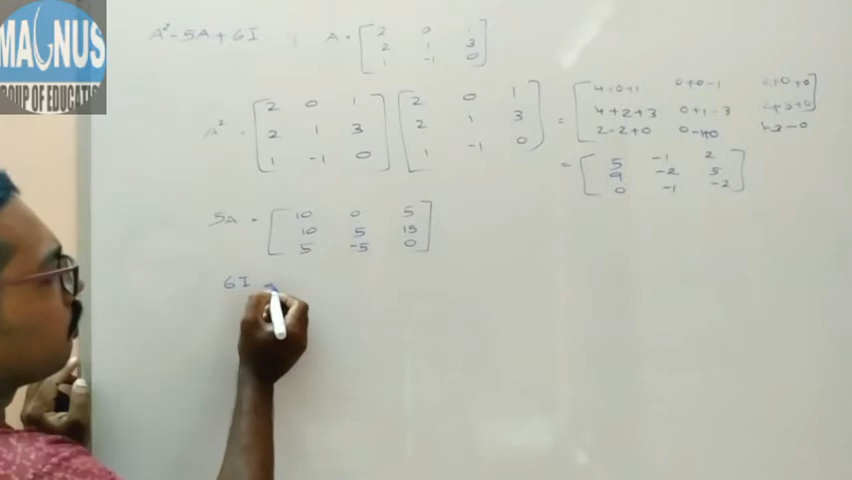 MAGNUS
GROUP OF EDUCATION
A² - 5A + 6I ; A = [2 0 1
2 1 3
1 -1 0]
A² = [2 0 1 [2 0 1 = [4+0+1 0+0-1 2+0+0
2 1 3 2 1 3 4+2+3 0+1-3 2+3+0
1 -1 0] 1 -1 0] 2-2+0 0-1+0 1-3-0]
= [5 -1 2
9 -2 5
0 -1 -2]
5A = [10 0 5
10 5 15
5 -5 0]
6I =